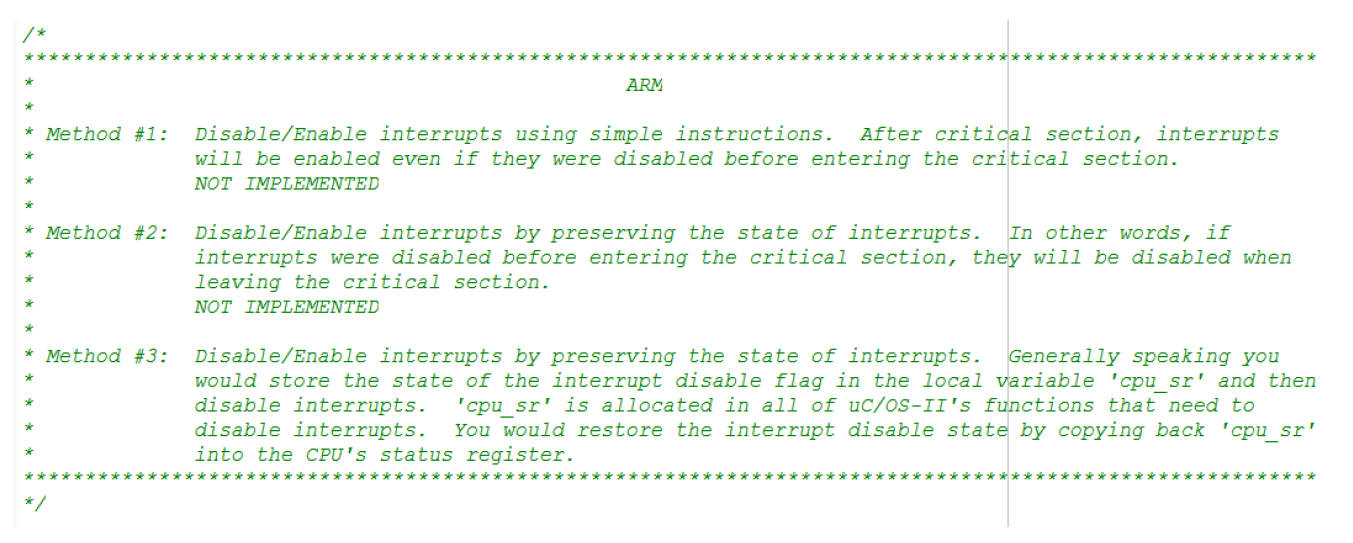 /*
*********************************************************************************************************
* ARM
*
* Method #1: Disable/Enable interrupts using simple instructions. After critical section, interrupts
* will be enabled even if they were disabled before entering the critical section.
* NOT IMPLEMENTED
*
* Method #2: Disable/Enable interrupts by preserving the state of interrupts. In other words, if
* interrupts were disabled before entering the critical section, they will be disabled when
* leaving the critical section.
* NOT IMPLEMENTED
*
* Method #3: Disable/Enable interrupts by preserving the state of interrupts. Generally speaking you
* would store the state of the interrupt disable flag in the local variable 'cpu_sr' and then
* disable interrupts. 'cpu_sr' is allocated in all of uC/OS-II's functions that need to
* disable interrupts. You would restore the interrupt disable state by copying back 'cpu_sr'
* into the CPU's status register.
*********************************************************************************************************
*/